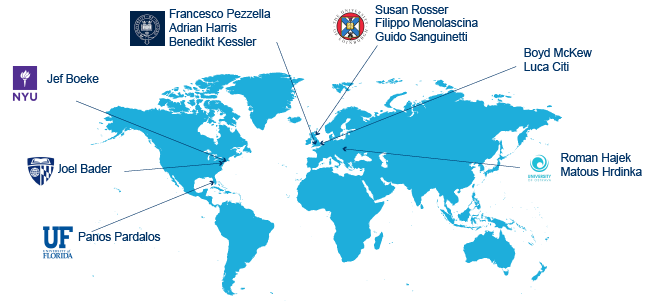 Francesco Pezzella
Adrian Harris
Benedikt Kessler
Susan Rosser
Filippo Menolascina
Guido Sanguinetti
Boyd McKew
Luca Citi
Jef Boeke
NYU
Joel Bader
Roman Hajek
Matous Hrdinka
UF
UNIVERSITY of
FLORIDA
Panos Pardalos